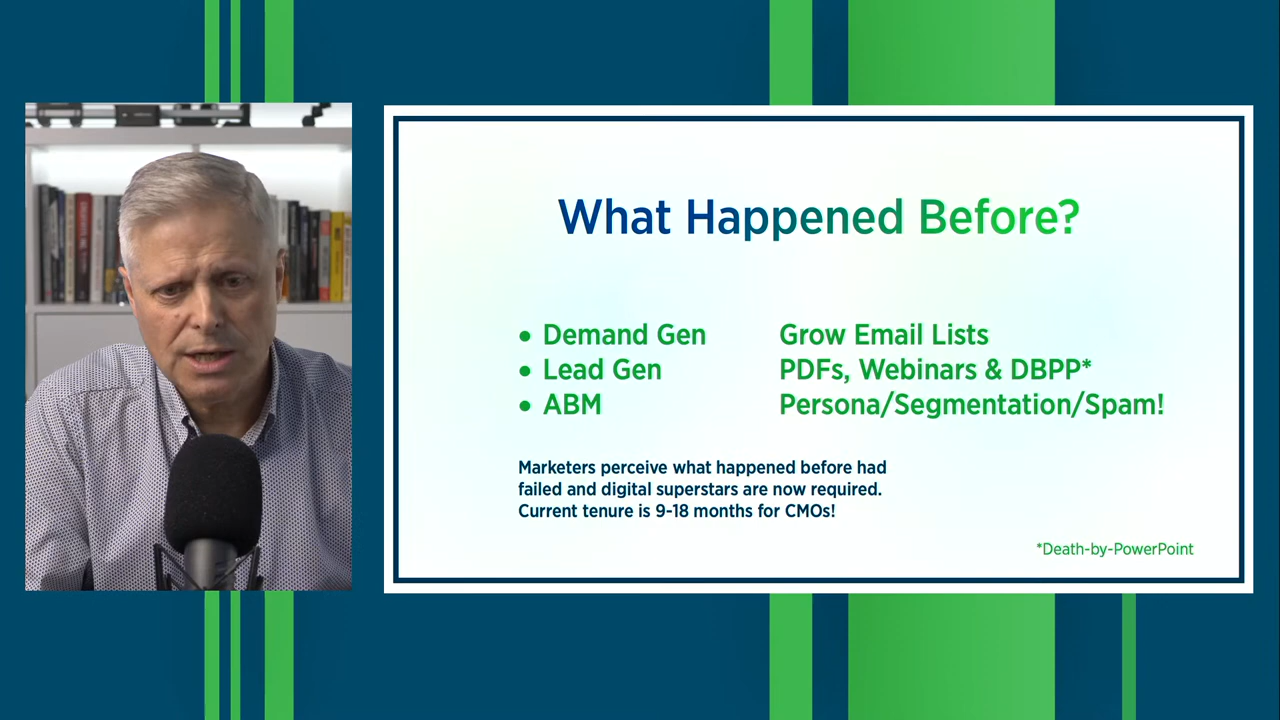 What Happened Before?
• Demand Gen Grow Email Lists
• Lead Gen PDFs, Webinars & DBPP*
• ABM Persona/Segmentation/Spam!
Marketers perceive what happened before had
failed and digital superstars are now required.
Current tenure is 9-18 months for CMOs!
*Death-by-PowerPoint